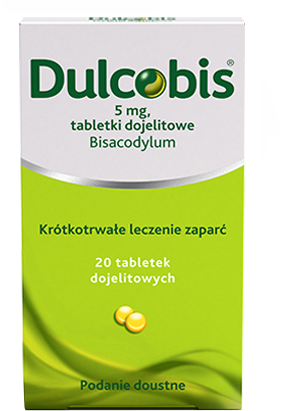 Dulcobis®
5 mg,
tabletki dojelitowe
Bisacodylum
Krótkotrwałe leczenie zaparć
20 tabletek
dojelitowych
Podanie doustne